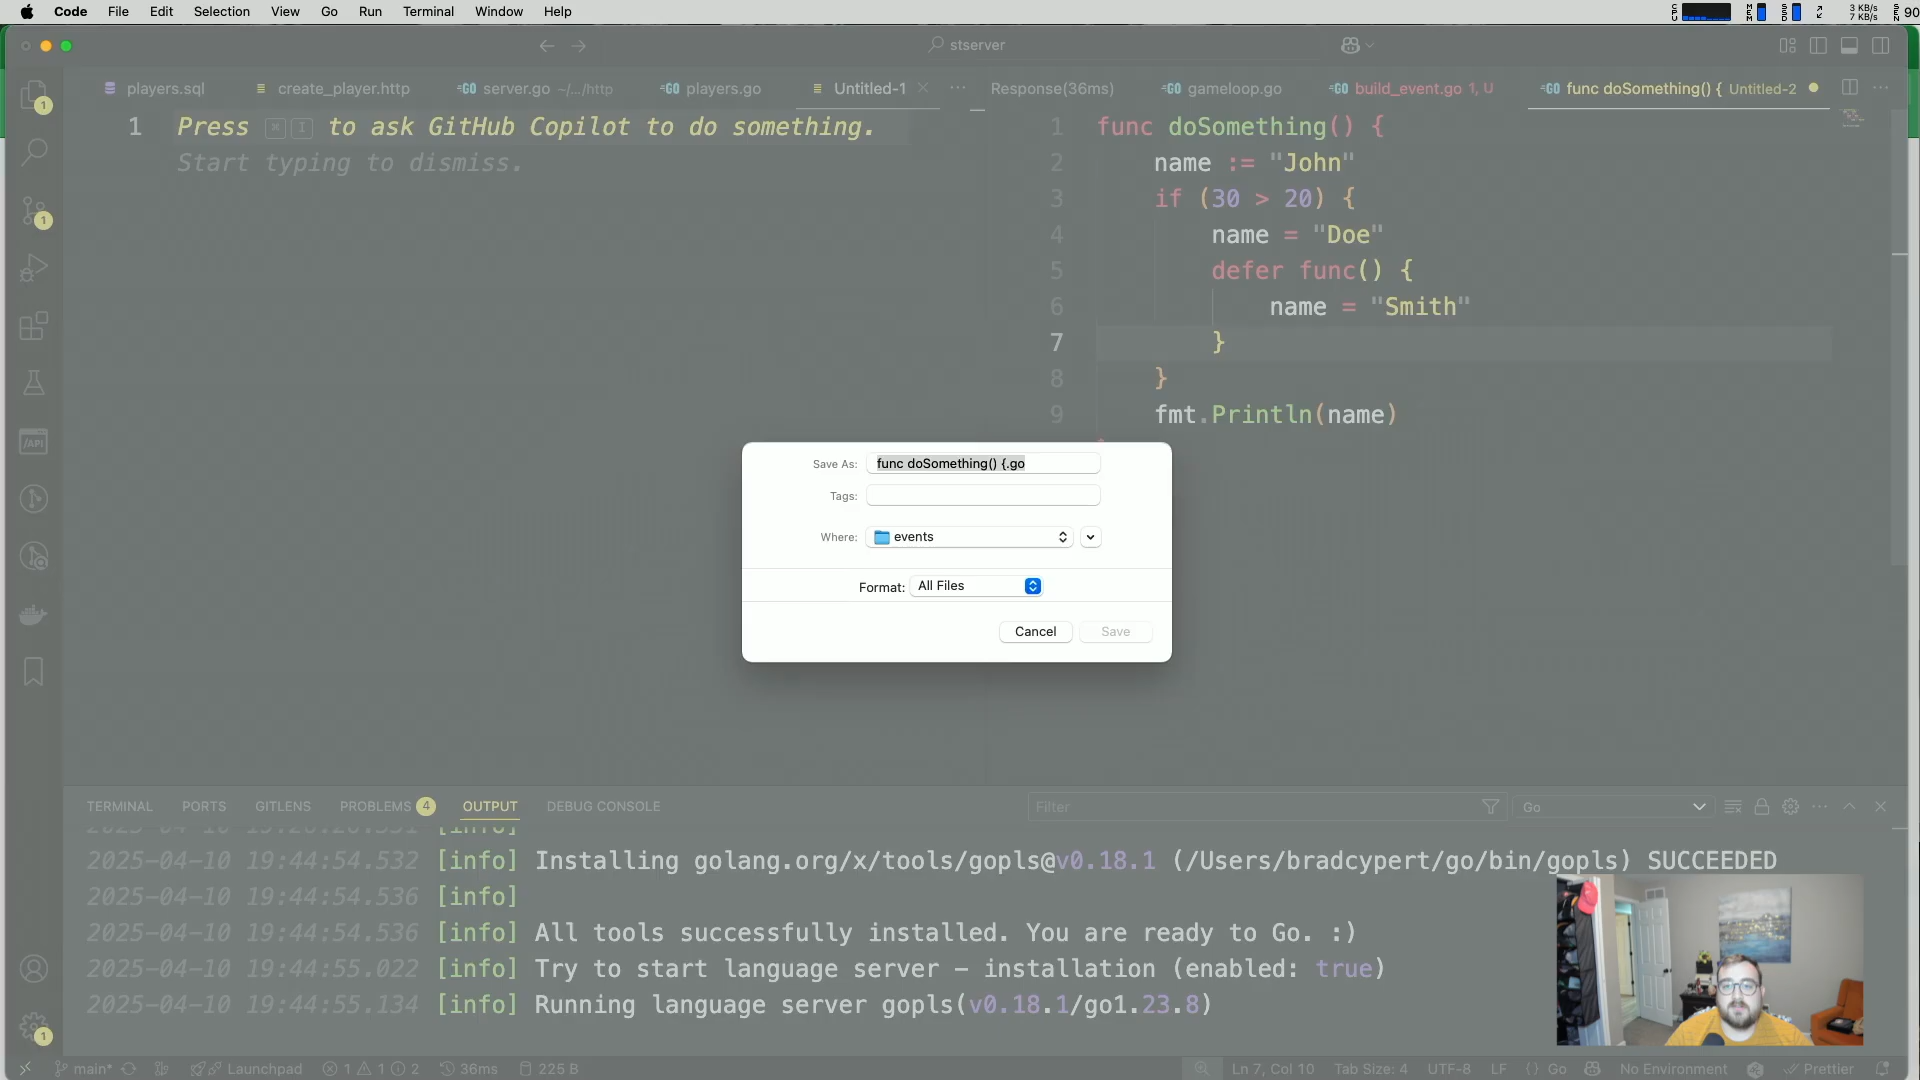 Code File Edit Selection View Go Run Terminal Window Help
3 KB/s
7 KB/s
90
stserver
players.sql create_player.http server.go ~/.../http players.go Untitled-1 Response(36ms) gameloop.go build_event.go 1, U func doSomething() { Untitled-2
1 Press ⌘ I to ask GitHub Copilot to do something.
Start typing to dismiss.
1 func doSomething() {
2 name := "John"
3 if (30 > 20) {
4 name = "Doe"
5 defer func() {
6 name = "Smith"
7 }
8 }
9 fmt.Println(name)
Save As: func doSomething() {.go
Tags:
Where: events
Format: All Files
Cancel Save
TERMINAL PORTS GITLENS PROBLEMS 4 OUTPUT DEBUG CONSOLE Filter Go
2025-04-10 19:44:54.532 [info] Installing golang.org/x/tools/gopls@v0.18.1 (/Users/bradcypert/go/bin/gopls) SUCCEEDED
2025-04-10 19:44:54.536 [info]
2025-04-10 19:44:54.536 [info] All tools successfully installed. You are ready to Go. :)
2025-04-10 19:44:55.022 [info] Try to start language server - installation (enabled: true)
2025-04-10 19:44:55.134 [info] Running language server gopls(v0.18.1/go1.23.8)
main* Launchpad 1 1 2 36ms 225 B Ln 7, Col 10 Tab Size: 4 UTF-8 LF {} Go No Environment Prettier